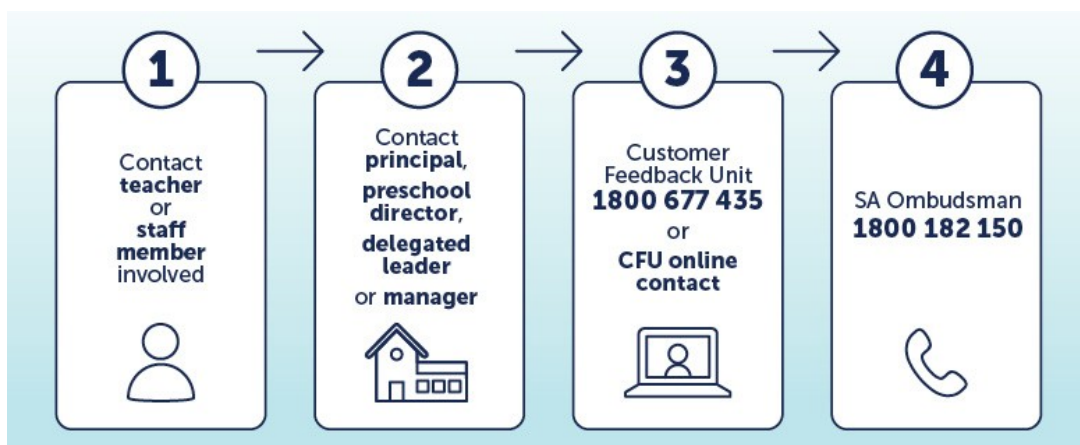 1
Contact
teacher
or
staff
member
involved
2
Contact
principal,
preschool
director,
delegated
leader
or manager
3
Customer
Feedback Unit
1800 677 435
or
CFU online
contact
4
SA Ombudsman
1800 182 150